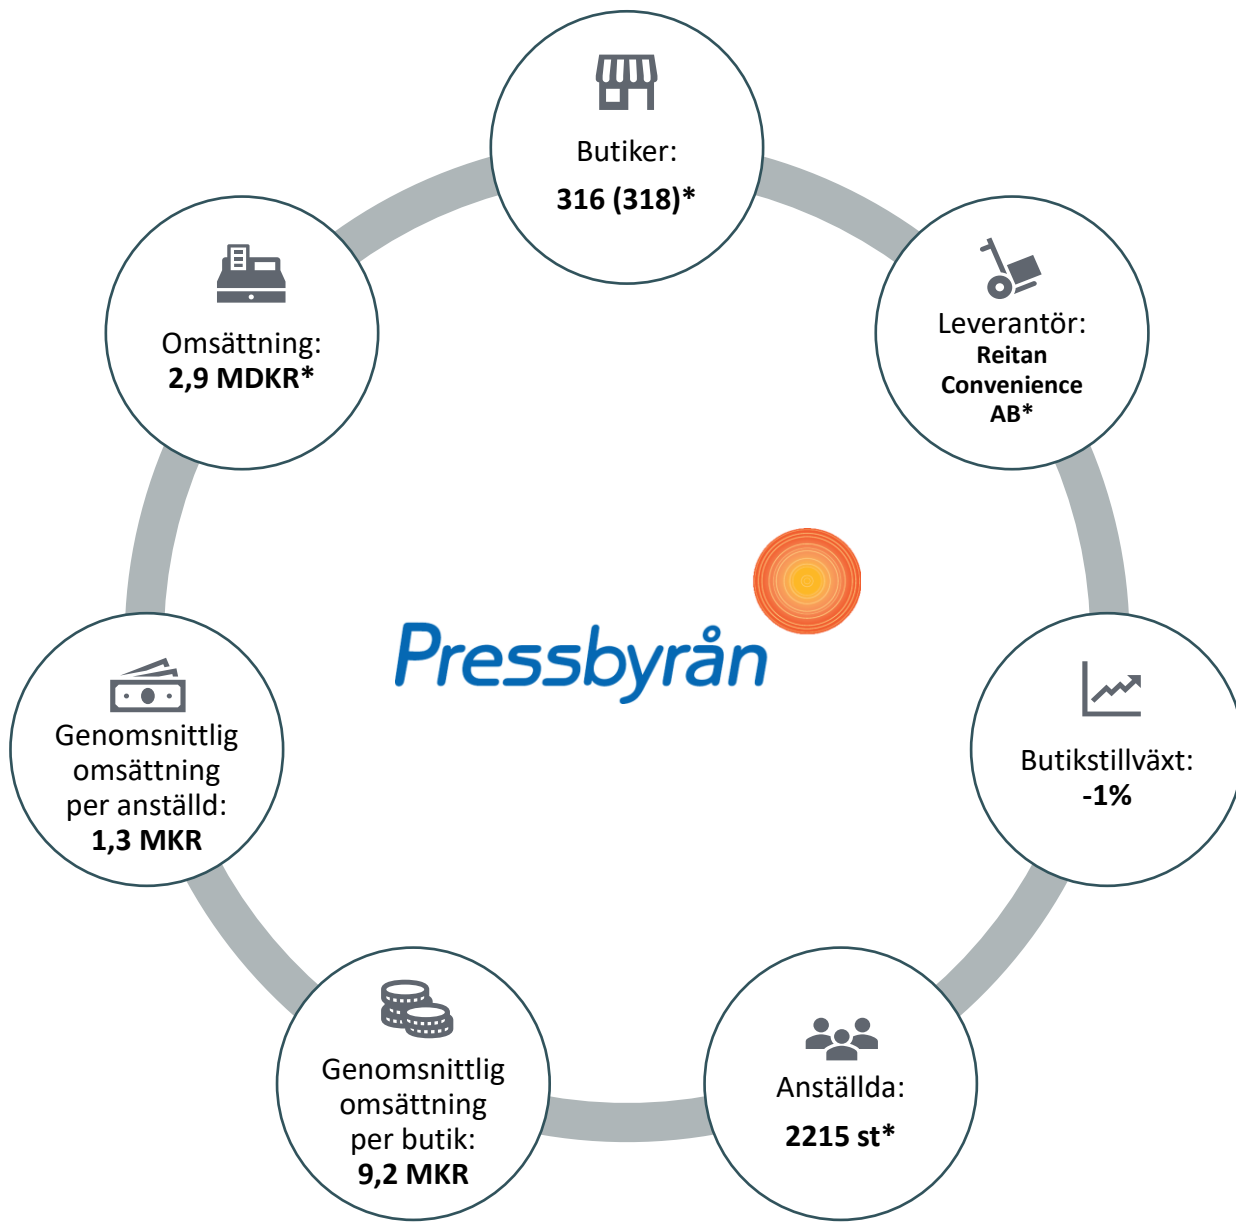 Butiker:
316 (318)*
Leverantör:
Reitan
Convenience
AB*
Butikstillväxt:
-1%
Anställda:
2215 st*
Genomsnittlig
omsättning
per butik:
9,2 MKR
Genomsnittlig
omsättning
per anställd:
1,3 MKR
Omsättning:
2,9 MDKR*
Pressbyrån